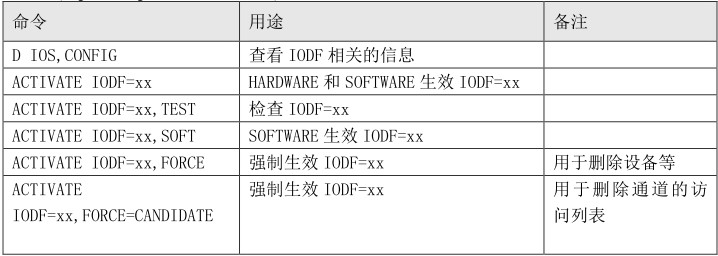 命令 用途 备注
D IOS,CONFIG 查看 IODF 相关的信息
ACTIVATE IODF=xx HARDWARE 和 SOFTWARE 生效 IODF=xx
ACTIVATE IODF=xx,TEST 检查 IODF=xx
ACTIVATE IODF=xx,SOFT SOFTWARE 生效 IODF=xx
ACTIVATE IODF=xx,FORCE 强制生效 IODF=xx 用于删除设备等
ACTIVATE 强制生效 IODF=xx 用于删除通道的访
IODF=xx,FORCE=CANDIDATE 问列表